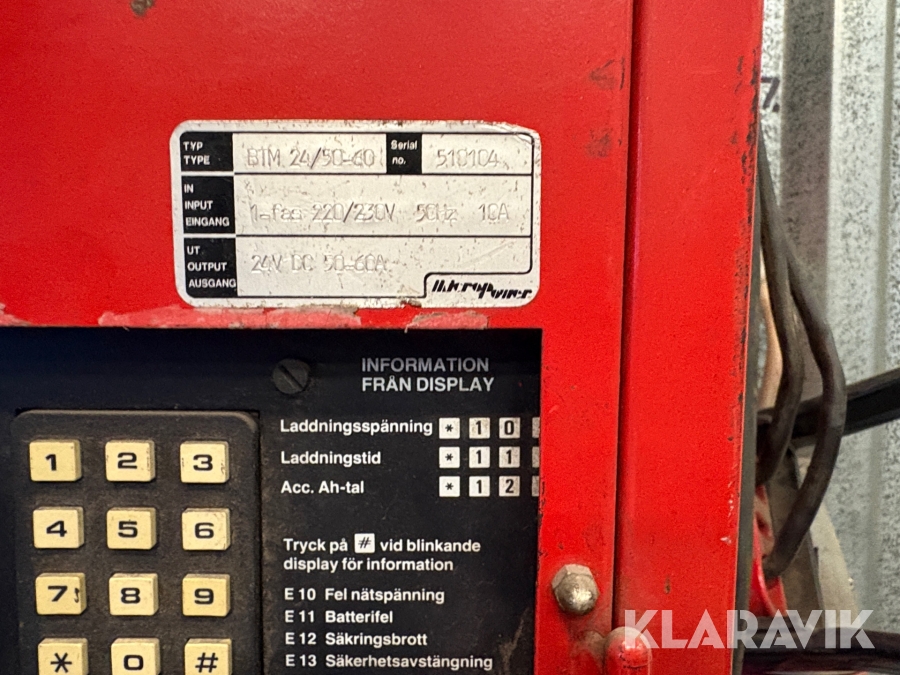 TYP
TYPE
BTM 24/50-60
Serial
no.
510104
IN
INPUT
EINGANG
1-fas 220/230V 50Hz 10A
UT
OUTPUT
AUSGANG
24V DC 50-60A
micropower
INFORMATION
FRÅN DISPLAY
Laddningsspänning * 1 0
Laddningstid * 1 1
Acc. Ah-tal * 1 2
Tryck på # vid blinkande
display för information
E 10 Fel nätspänning
E 11 Batterifel
E 12 Säkringsbrott
E 13 Säkerhetsavstängning
1 2 3
4 5 6
7 8 9
* 0 #
7.
KLARAVIK